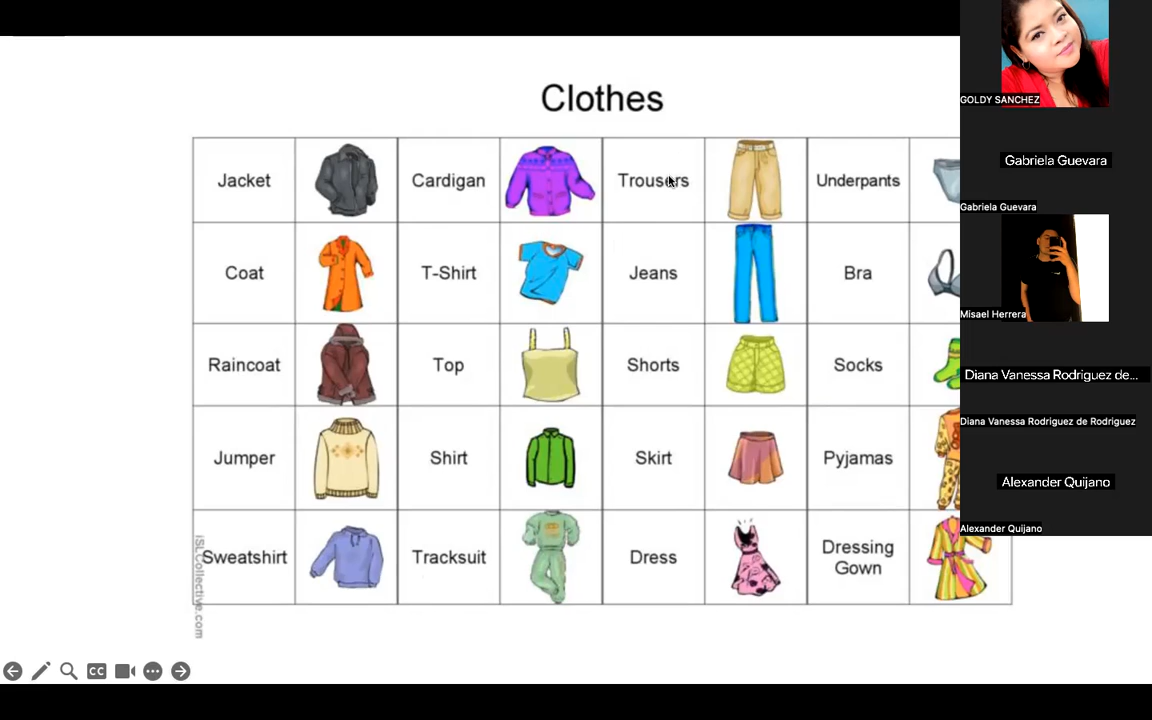 Clothes
Jacket
Cardigan
Trousers
Underpants
Coat
T-Shirt
Jeans
Bra
Raincoat
Top
Shorts
Socks
Jumper
Shirt
Skirt
Pyjamas
Sweatshirt
Tracksuit
Dress
Dressing
Gown
iSLCollective.com
CC
GOLDY SANCHEZ
Gabriela Guevara
Gabriela Guevara
Misael Herrera
Diana Vanessa Rodriguez de...
Diana Vanessa Rodriguez de Rodriguez
Alexander Quijano
Alexander Quijano